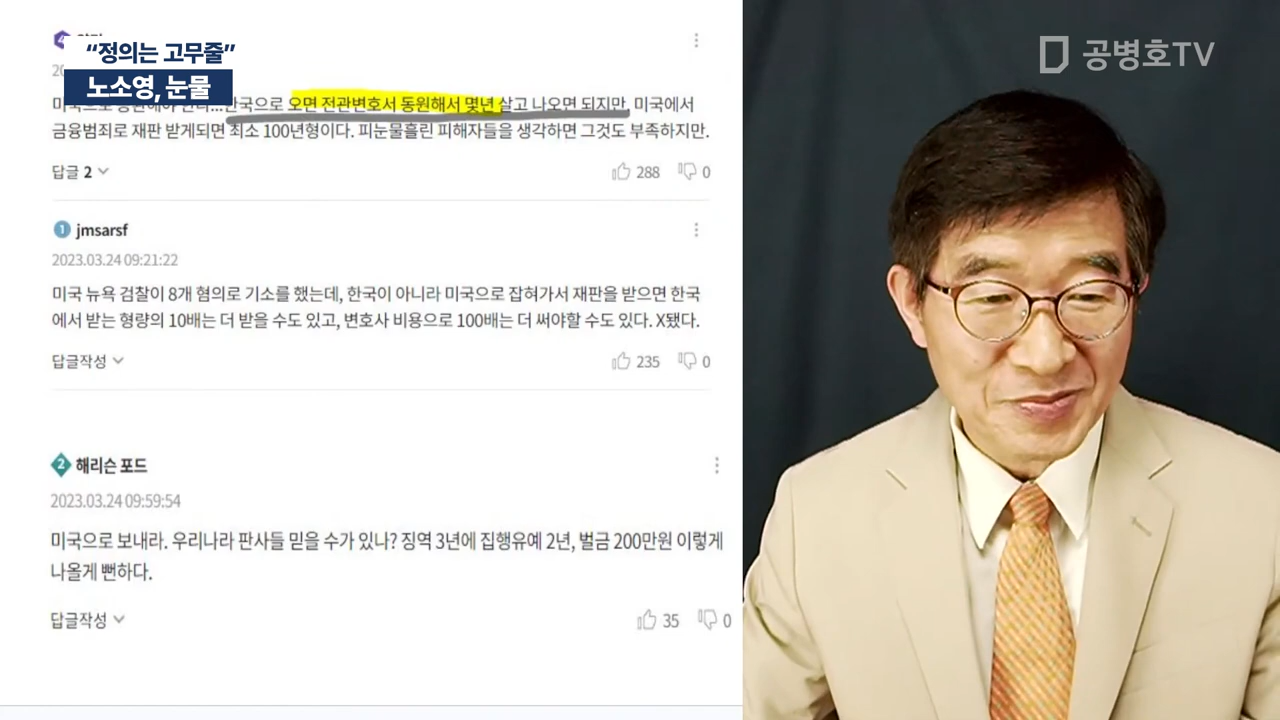 “정의는 고무줄”
노소영, 눈물
공병호TV
오면 전관변호서 동원해서 몇년 살고 나오면 되지만, 미국에서
금융범죄로 재판 받게되면 최소 100년형이다. 피눈물흘린 피해자들을 생각하면 그것도 부족하지만.
답글 2
288
0
1 jmsarsf
2023.03.24 09:21:22
미국 뉴욕 검찰이 8개 혐의로 기소를 했는데, 한국이 아니라 미국으로 잡혀가서 재판을 받으면 한국
에서 받는 형량의 10배는 더 받을 수도 있고, 변호사 비용으로 100배는 더 써야할 수도 있다. X됐다.
답글작성
235
0
2 해리슨 포드
2023.03.24 09:59:54
미국으로 보내라. 우리나라 판사들 믿을 수가 있나? 징역 3년에 집행유예 2년, 벌금 200만원 이렇게
나올게 뻔하다.
답글작성
35
0